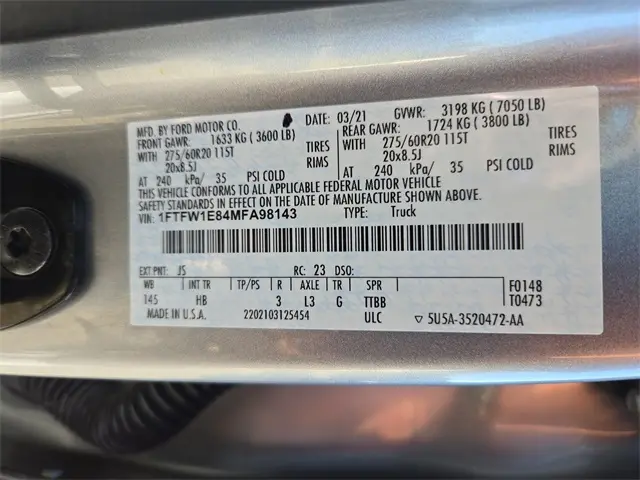 MFD. BY FORD MOTOR CO.
DATE: 03/21 GVWR: 3198 KG ( 7050 LB)
FRONT GAWR: 1633 KG ( 3600 LB)
REAR GAWR: 1724 KG ( 3800 LB)
WITH 275/60R20 115T TIRES
WITH 275/60R20 115T TIRES
20x8.5J RIMS
20x8.5J RIMS
AT 240 kPa/ 35 PSI COLD
AT 240 kPa/ 35 PSI COLD
THIS VEHICLE CONFORMS TO ALL APPLICABLE FEDERAL MOTOR VEHICLE
SAFETY STANDARDS IN EFFECT ON THE DATE OF MANUFACTURE SHOWN ABOVE.
VIN: 1FTFW1E84MFA98143 TYPE: Truck
EXT PNT: JS RC: 23 DSO:
WB INT TR TP/PS R AXLE TR SPR
145 HB 3 L3 G TTBB
F0148
T0473
MADE IN U.S.A. 2202103125454 ULC ▽ 5U5A-3520472-AA